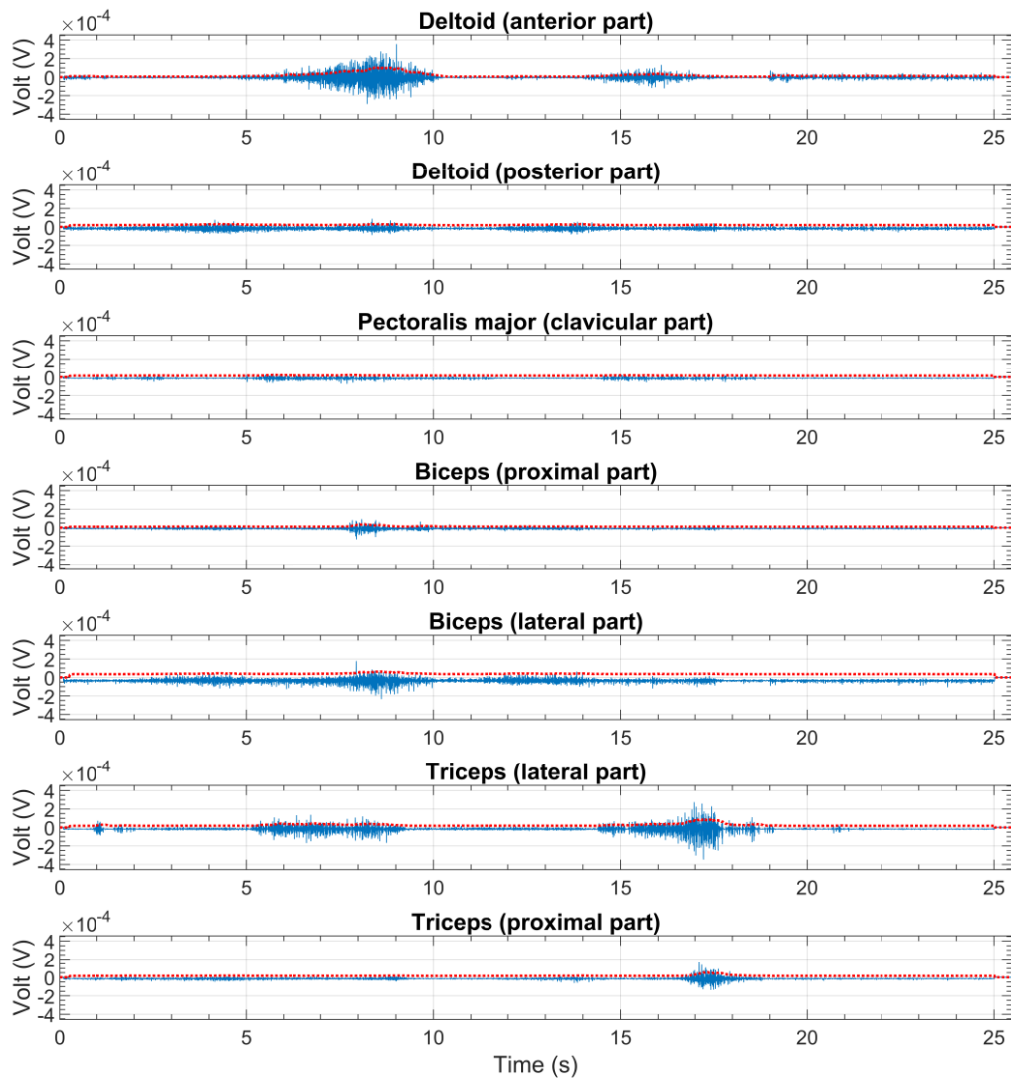 ×10⁻⁴ Deltoid (anterior part)
Volt (V)
4
2
0
-2
-4
0 5 10 15 20 25
×10⁻⁴ Deltoid (posterior part)
Volt (V)
4
2
0
-2
-4
0 5 10 15 20 25
×10⁻⁴ Pectoralis major (clavicular part)
Volt (V)
4
2
0
-2
-4
0 5 10 15 20 25
×10⁻⁴ Biceps (proximal part)
Volt (V)
4
2
0
-2
-4
0 5 10 15 20 25
×10⁻⁴ Biceps (lateral part)
Volt (V)
4
2
0
-2
-4
0 5 10 15 20 25
×10⁻⁴ Triceps (lateral part)
Volt (V)
4
2
0
-2
-4
0 5 10 15 20 25
×10⁻⁴ Triceps (proximal part)
Volt (V)
4
2
0
-2
-4
0 5 10 15 20 25
Time (s)